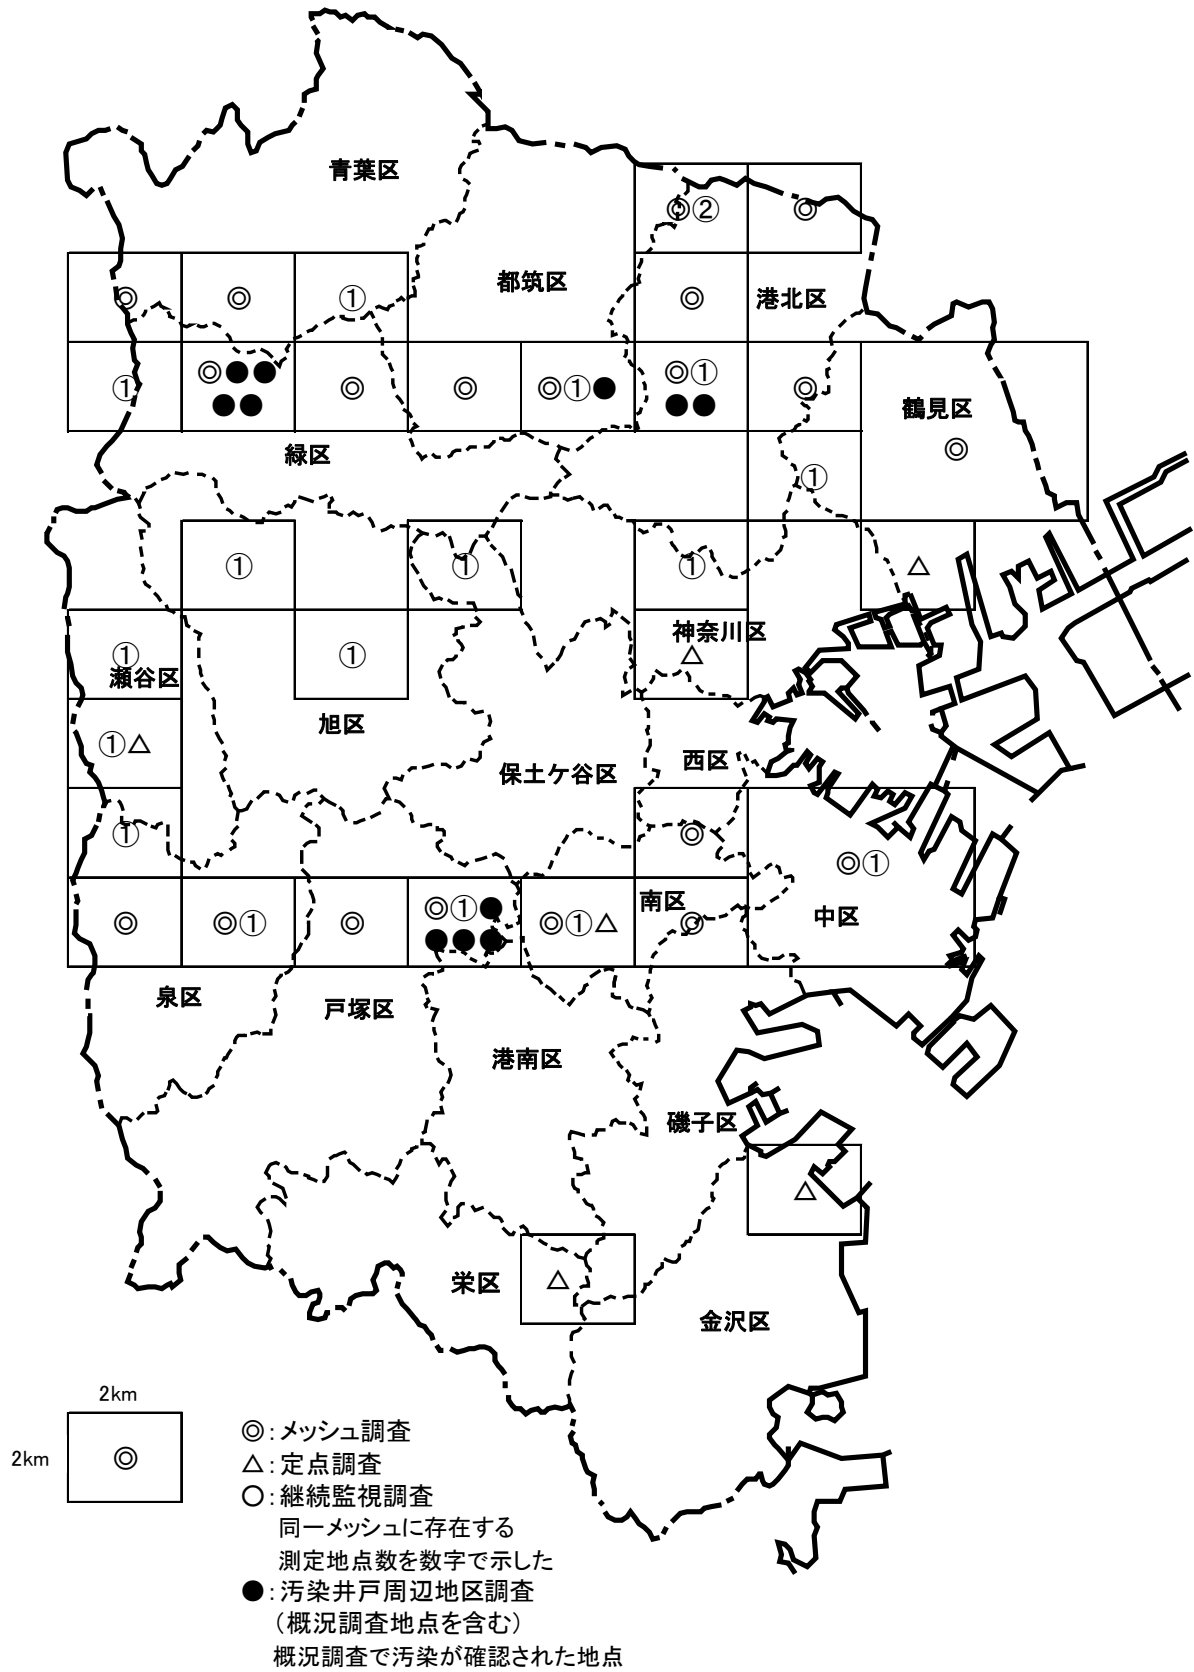 青葉区
◎②
◎
都筑区
港北区
◎
◎
①
◎
①
◎●●
●●
◎
◎
◎①●
◎①
●●
◎
鶴見区
◎
緑区
①
①
①
①
△
①
瀬谷区
①
神奈川区
△
旭区
①△
保土ケ谷区
西区
①
◎
◎①
◎
◎①
◎
◎①●
●●●
◎①△
南区
◎
中区
泉区
戸塚区
港南区
磯子区
△
栄区
△
金沢区
2km
2km
◎
◎:メッシュ調査
△:定点調査
○:継続監視調査
同一メッシュに存在する
測定地点数を数字で示した
●:汚染井戸周辺地区調査
(概況調査地点を含む)
概況調査で汚染が確認された地点